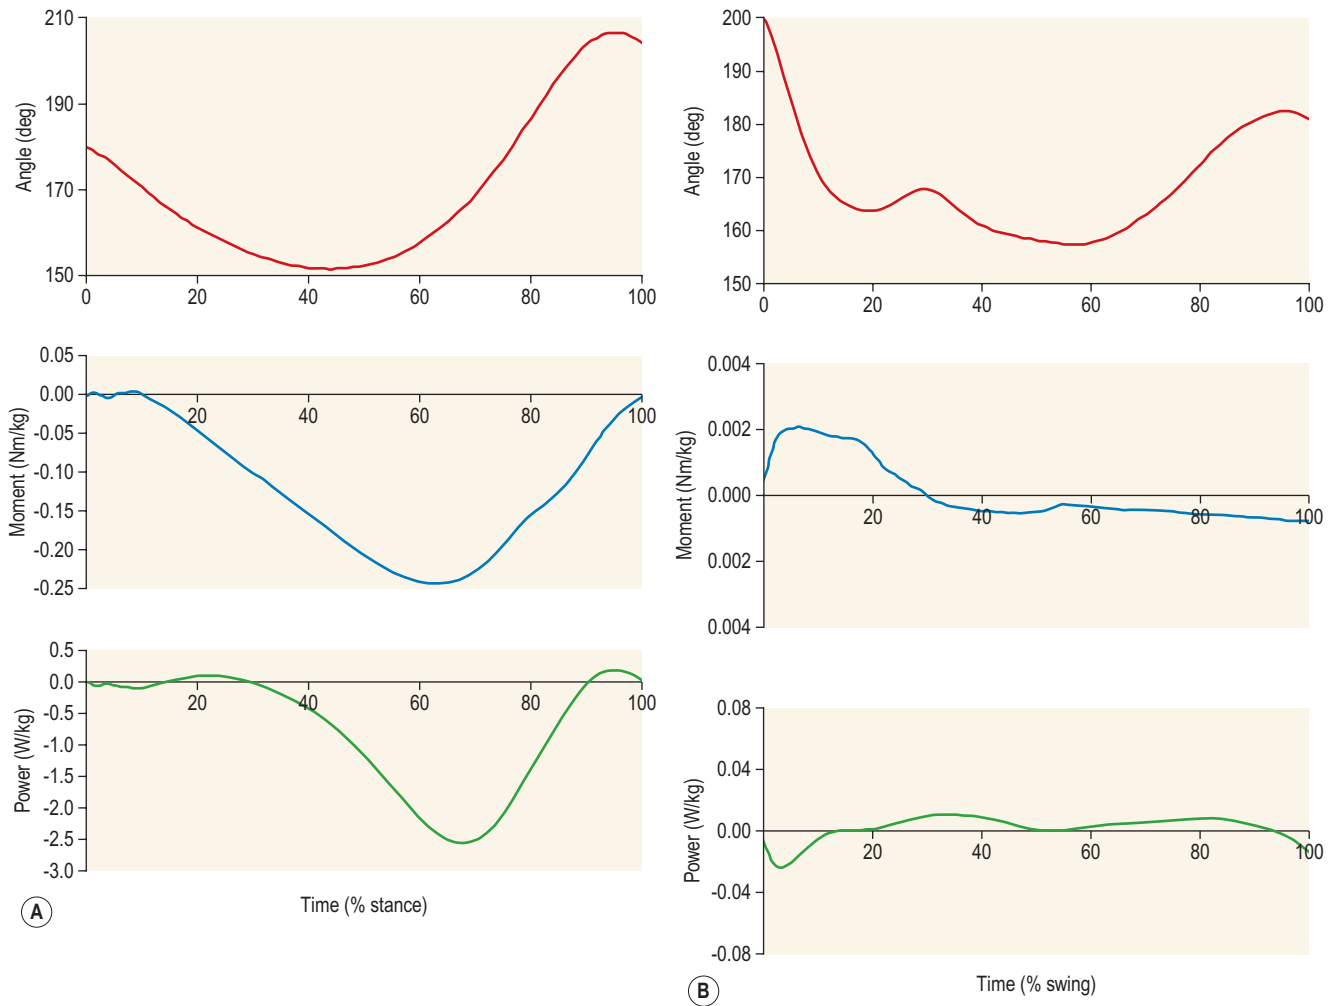 210
190
170
150
Angle (deg)
0 20 40 60 80 100
0.05
0.00
-0.05
-0.10
-0.15
-0.20
-0.25
Moment (Nm/kg)
20 40 60 80 100
0.5
0.0
-0.5
-1.0
-1.5
-2.0
-2.5
-3.0
Power (W/kg)
20 40 60 80 100
Time (% stance)
A
200
190
180
170
160
150
Angle (deg)
0 20 40 60 80 100
0.004
0.002
0.000
0.002
0.004
Moment (Nm/kg)
20 40 60 80 100
0.08
0.04
0.00
-0.04
-0.08
Power (W/kg)
20 40 60 80 100
Time (% swing)
B